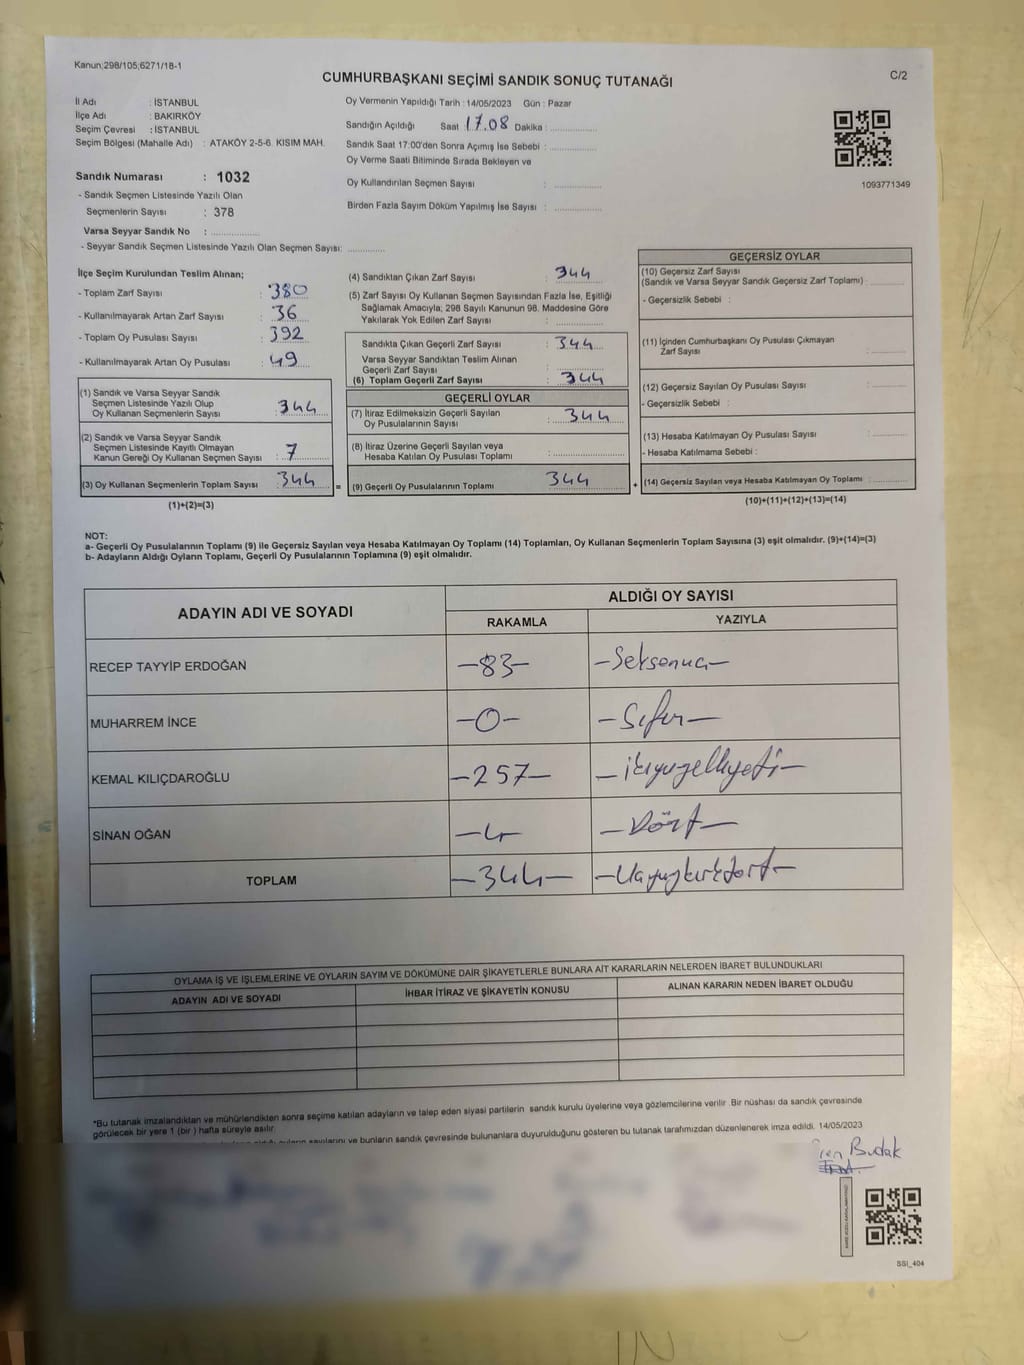 Kanun;298/105;6271/18-1
CUMHURBAŞKANI SEÇİMİ SANDIK SONUÇ TUTANAĞI
C/2
İl Adı : İSTANBUL
İlçe Adı : BAKIRKÖY
Seçim Çevresi : İSTANBUL
Seçim Bölgesi (Mahalle Adı) : ATAKÖY 2-5-6. KISIM MAH.
Sandık Numarası : 1032
- Sandık Seçmen Listesinde Yazılı Olan
Seçmenlerin Sayısı : 378
Varsa Seyyar Sandık No :
- Seyyar Sandık Seçmen Listesinde Yazılı Olan Seçmen Sayısı:
Oy Vermenin Yapıldığı Tarih : 14/05/2023 Gün : Pazar
Sandığın Açıldığı Saat 17.08 Dakika :
Sandık Saat 17:00'den Sonra Açımış İse Sebebi :
Oy Verme Saati Bitiminde Sırada Bekleyen ve
Oy Kullandırılan Seçmen Sayısı :
Birden Fazla Sayım Döküm Yapılmış İse Sayısı :
1093771349
İlçe Seçim Kurulundan Teslim Alınan;
- Toplam Zarf Sayısı : 380
- Kullanılmayarak Artan Zarf Sayısı : 36
- Toplam Oy Pusulası Sayısı : 392
- Kullanılmayarak Artan Oy Pusulası : 49
(1) Sandık ve Varsa Seyyar Sandık
Seçmen Listesinde Yazılı Olup
Oy Kullanan Seçmenlerin Sayısı : 344
(2) Sandık ve Varsa Seyyar Sandık
Seçmen Listesinde Kayıtlı Olmayan
Kanun Gereği Oy Kullanan Seçmen Sayısı : 7
(3) Oy Kullanan Seçmenlerin Toplam Sayısı : 344
(1)+(2)=(3)
(4) Sandıktan Çıkan Zarf Sayısı : 344
(5) Zarf Sayısı Oy Kullanan Seçmen Sayısından Fazla İse, Eşitliği
Sağlamak Amacıyla; 298 Sayılı Kanunun 98. Maddesine Göre
Yakılarak Yok Edilen Zarf Sayısı :
Sandıkta Çıkan Geçerli Zarf Sayısı : 344
Varsa Seyyar Sandıktan Teslim Alınan
Geçerli Zarf Sayısı :
(6) Toplam Geçerli Zarf Sayısı : 344
GEÇERLİ OYLAR
(7) İtiraz Edilmeksizin Geçerli Sayılan
Oy Pusulalarının Sayısı : 344
(8) İtiraz Üzerine Geçerli Sayılan veya
Hesaba Katılan Oy Pusulası Toplamı :
= (9) Geçerli Oy Pusulalarının Toplamı 344
GEÇERSİZ OYLAR
(10) Geçersiz Zarf Sayısı
(Sandık ve Varsa Seyyar Sandık Geçersiz Zarf Toplamı) :
- Geçersizlik Sebebi :
(11) İçinden Cumhurbaşkanı Oy Pusulası Çıkmayan
Zarf Sayısı :
(12) Geçersiz Sayılan Oy Pusulası Sayısı :
- Geçersizlik Sebebi :
(13) Hesaba Katılmayan Oy Pusulası Sayısı :
- Hesaba Katılmama Sebebi :
+ (14) Geçersiz Sayılan veya Hesaba Katılmayan Oy Toplamı :
(10)+(11)+(12)+(13)=(14)
NOT:
a- Geçerli Oy Pusulalarının Toplamı (9) ile Geçersiz Sayılan veya Hesaba Katılmayan Oy Toplamı (14) Toplamları, Oy Kullanan Seçmenlerin Toplam Sayısına (3) eşit olmalıdır. (9)+(14)=(3)
b- Adayların Aldığı Oyların Toplamı, Geçerli Oy Pusulalarının Toplamına (9) eşit olmalıdır.
ADAYIN ADI VE SOYADI
ALDIĞI OY SAYISI
RAKAMLA YAZIYLA
RECEP TAYYİP ERDOĞAN -83- -Seksenüç-
MUHARREM İNCE -0- -Sıfır-
KEMAL KILIÇDAROĞLU -257- -ikiyüzelliyedi-
SİNAN OĞAN -4- -Dört-
TOPLAM -344- -Üçyüzkırkdört-
OYLAMA İŞ VE İŞLEMLERİNE VE OYLARIN SAYIM VE DÖKÜMÜNE DAİR ŞİKAYETLERLE BUNLARA AİT KARARLARIN NELERDEN İBARET BULUNDUKLARI
ADAYIN ADI VE SOYADI İHBAR İTİRAZ VE ŞİKAYETİN KONUSU ALINAN KARARIN NEDEN İBARET OLDUĞU
*Bu tutanak imzalandıktan ve mühürlendikten sonra seçime katılan adayların ve talep eden siyasi partilerin sandık kurulu üyelerine veya gözlemcilerine verilir .Bir nüshası da sandık çevresinde
görülecek bir yere 1 (bir ) hafta süreyle asılır.
ve bunların sandık çevresinde bulunanlara duyurulduğunu gösteren bu tutanak tarafımızdan düzenlenerek imza edildi. 14/05/2023
Budak
SSI_404